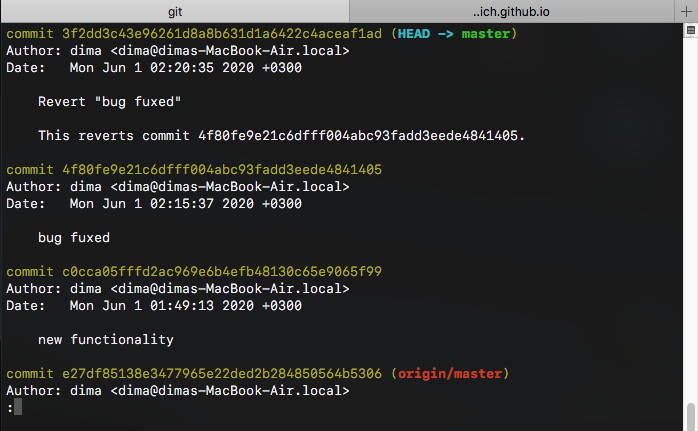 git
..ich.github.io
commit 3f2dd3c43e96261d8a8b631d1a6422c4aceaf1ad (HEAD -> master)
Author: dima <dima@dimas-MacBook-Air.local>
Date:   Mon Jun 1 02:20:35 2020 +0300
Revert "bug fuxed"
This reverts commit 4f80fe9e21c6dfff004abc93fadd3eede4841405.
commit 4f80fe9e21c6dfff004abc93fadd3eede4841405
Author: dima <dima@dimas-MacBook-Air.local>
Date:   Mon Jun 1 02:15:37 2020 +0300
bug fuxed
commit c0cca05fffd2ac969e6b4efb48130c65e9065f99
Author: dima <dima@dimas-MacBook-Air.local>
Date:   Mon Jun 1 01:49:13 2020 +0300
new functionality
commit e27df85138e3477965e22ded2b284850564b5306 (origin/master)
Author: dima <dima@dimas-MacBook-Air.local>
: